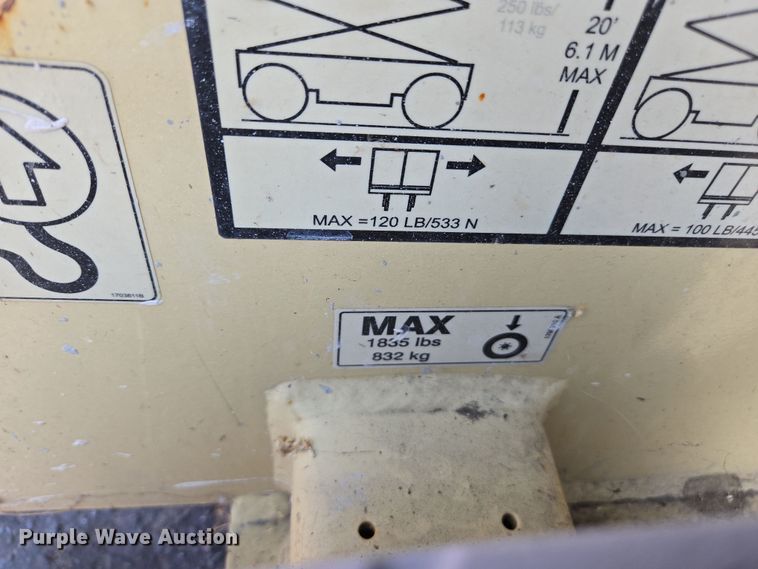 250 lbs/
113 kg
20'
6.1 M
MAX
MAX =120 LB/533 N
MAX = 100 LB/445
1703811B
MAX
1835 lbs
832 kg
Purple Wave Auction